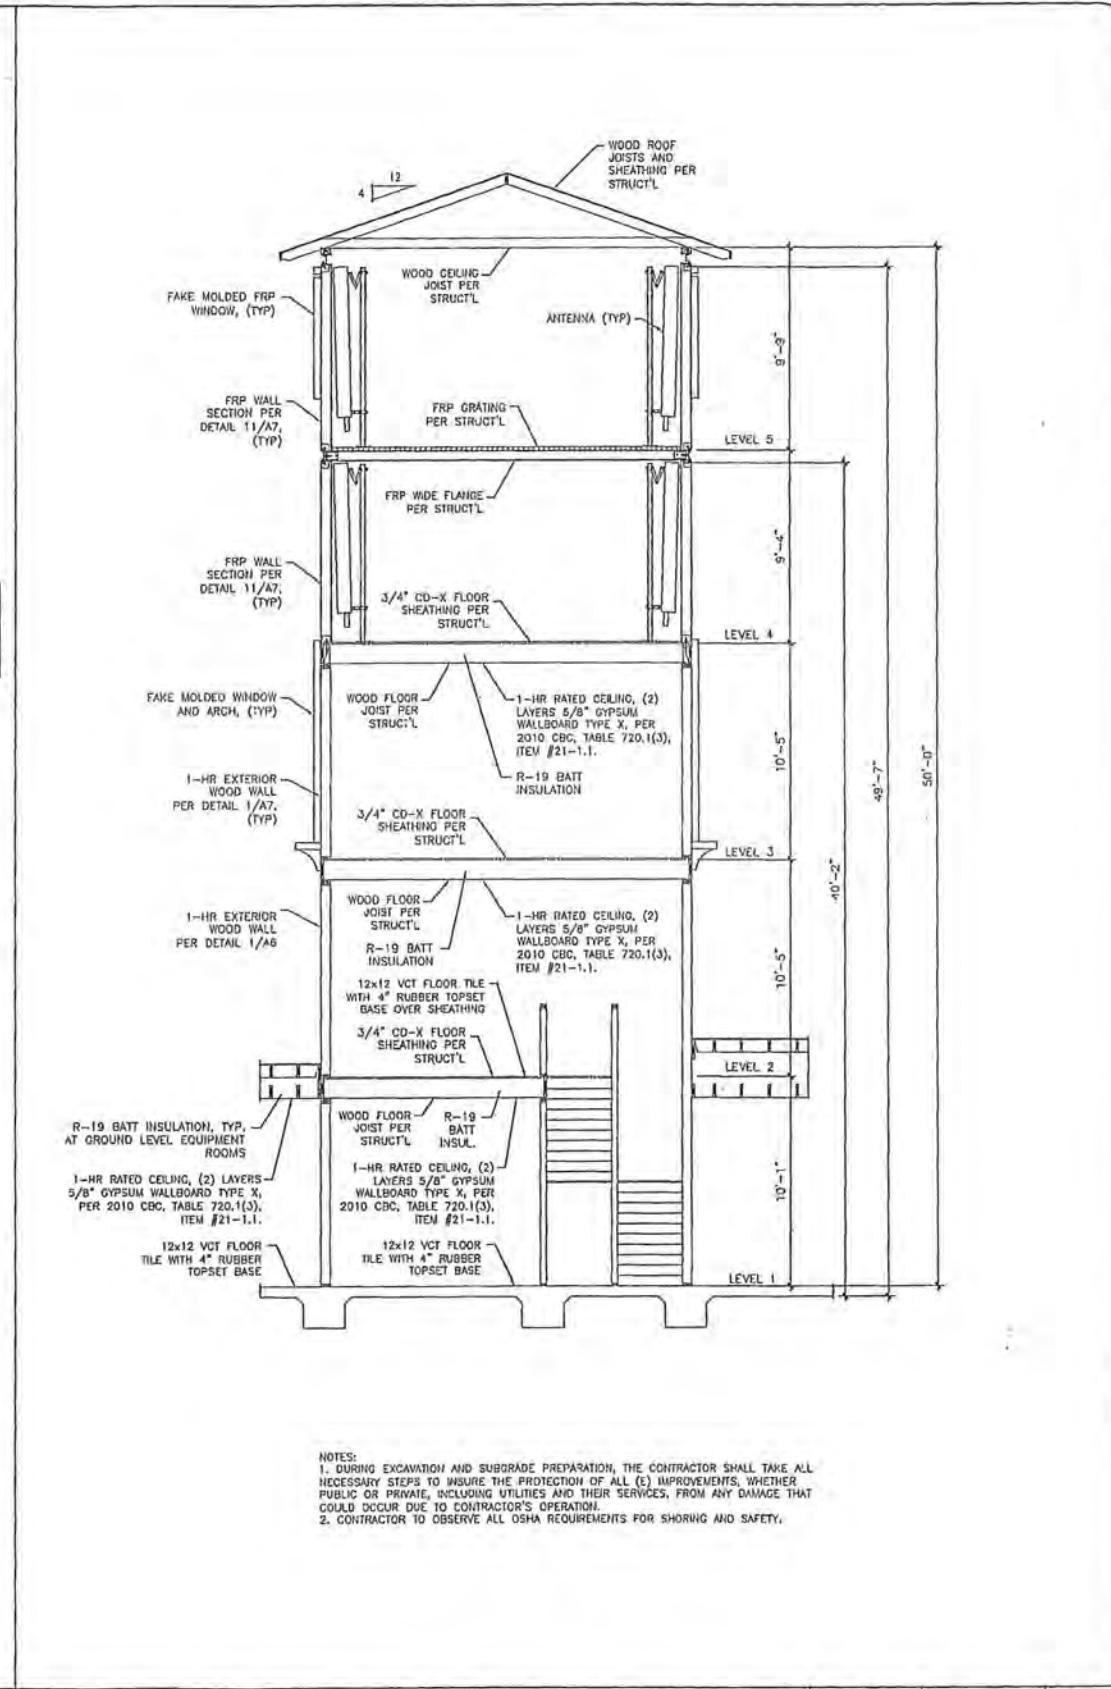 WOOD ROOF
JOISTS AND
SHEATHING PER
STRUCT'L
12
4
WOOD CEILING
JOIST PER
STRUCT'L
FAKE MOLDED FRP
WINDOW, (TYP)
ANTENNA (TYP)
9'-9"
FRP WALL
SECTION PER
DETAIL 11/A7,
(TYP)
FRP GRATING
PER STRUCT'L
LEVEL 5
FRP WIDE FLANGE
PER STRUCT'L
9'-4"
FRP WALL
SECTION PER
DETAIL 11/A7,
(TYP)
3/4" CD-X FLOOR
SHEATHING PER
STRUCT'L
LEVEL 4
FAKE MOLDED WINDOW
AND ARCH, (TYP)
WOOD FLOOR
JOIST PER
STRUCT'L
1-HR RATED CEILING, (2)
LAYERS 5/8" GYPSUM
WALLBOARD TYPE X, PER
2010 CBC, TABLE 720.1(3),
ITEM #21-1.1.
R-19 BATT
INSULATION
10'-5"
49'-7"
50'-0"
1-HR EXTERIOR
WOOD WALL
PER DETAIL 1/A7,
(TYP)
3/4" CD-X FLOOR
SHEATHING PER
STRUCT'L
LEVEL 3
40'-2"
1-HR EXTERIOR
WOOD WALL
PER DETAIL 1/A6
WOOD FLOOR
JOIST PER
STRUCT'L
R-19 BATT
INSULATION
1-HR RATED CEILING, (2)
LAYERS 5/8" GYPSUM
WALLBOARD TYPE X, PER
2010 CBC, TABLE 720.1(3),
ITEM #21-1.1.
10'-5"
12x12 VCT FLOOR TILE
WITH 4" RUBBER TOPSET
BASE OVER SHEATHING
3/4" CD-X FLOOR
SHEATHING PER
STRUCT'L
LEVEL 2
R-19 BATT INSULATION, TYP,
AT GROUND LEVEL EQUIPMENT
ROOMS
WOOD FLOOR
JOIST PER
STRUCT'L
R-19
BATT
INSUL.
1-HR RATED CEILING, (2) LAYERS
5/8" GYPSUM WALLBOARD TYPE X,
PER 2010 CBC, TABLE 720.1(3),
ITEM #21-1.1.
1-HR RATED CEILING, (2)
LAYERS 5/8" GYPSUM
WALLBOARD TYPE X, PER
2010 CBC, TABLE 720.1(3),
ITEM #21-1.1.
10'-1"
12x12 VCT FLOOR
TILE WITH 4" RUBBER
TOPSET BASE
12x12 VCT FLOOR
TILE WITH 4" RUBBER
TOPSET BASE
LEVEL 1
NOTES:
1. DURING EXCAVATION AND SUBGRADE PREPARATION, THE CONTRACTOR SHALL TAKE ALL
NECESSARY STEPS TO INSURE THE PROTECTION OF ALL (E) IMPROVEMENTS, WHETHER
PUBLIC OR PRIVATE, INCLUDING UTILITIES AND THEIR SERVICES, FROM ANY DAMAGE THAT
COULD OCCUR DUE TO CONTRACTOR'S OPERATION.
2. CONTRACTOR TO OBSERVE ALL OSHA REQUIREMENTS FOR SHORING AND SAFETY.